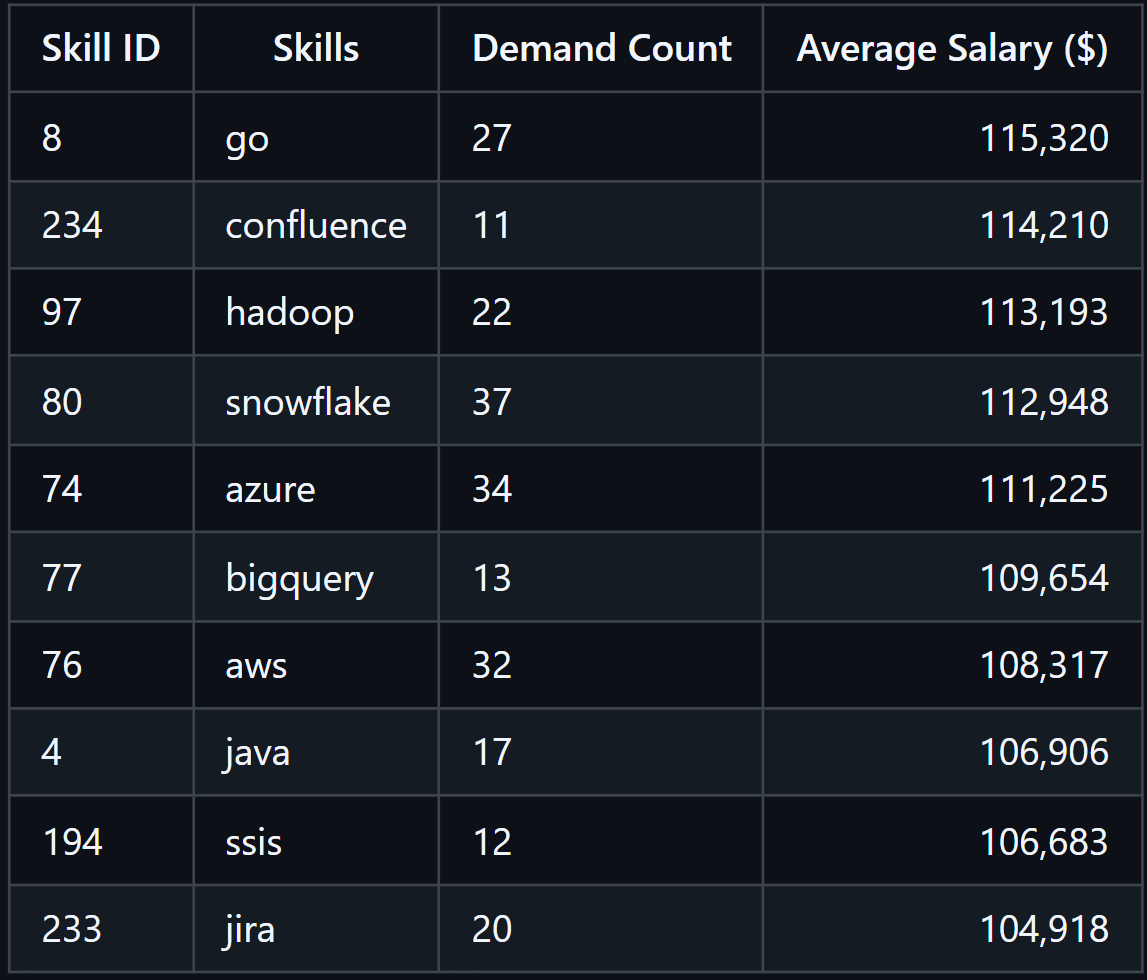 Skill ID Skills Demand Count Average Salary ($)
8 go 27 115,320
234 confluence 11 114,210
97 hadoop 22 113,193
80 snowflake 37 112,948
74 azure 34 111,225
77 bigquery 13 109,654
76 aws 32 108,317
4 java 17 106,906
194 ssis 12 106,683
233 jira 20 104,918